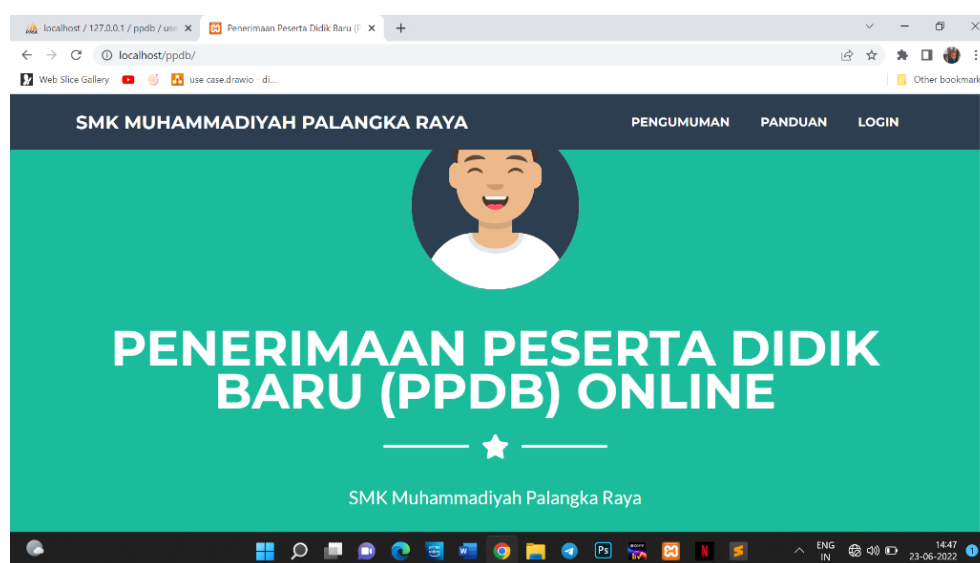 localhost / 127.0.0.1 / ppdb / use
Penerimaan Peserta Didik Baru (P
localhost/ppdb/
Web Slice Gallery
use case.drawio - di...
Other bookmark
SMK MUHAMMADIYAH PALANGKA RAYA
PENGUMUMAN
PANDUAN
LOGIN
PENERIMAAN PESERTA DIDIK
BARU (PPDB) ONLINE
SMK Muhammadiyah Palangka Raya
ENG
IN
14:47
23-06-2022
1